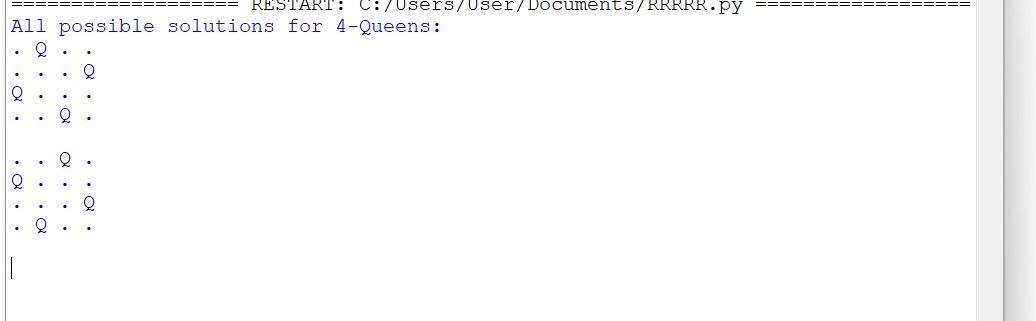 =================== RESTART: C:/Users/User/Documents/RRRRR.py ==================
All possible solutions for 4-Queens:
. Q . .
. . . Q
Q . . .
. . Q .
. . Q .
Q . . .
. . . Q
. Q . .